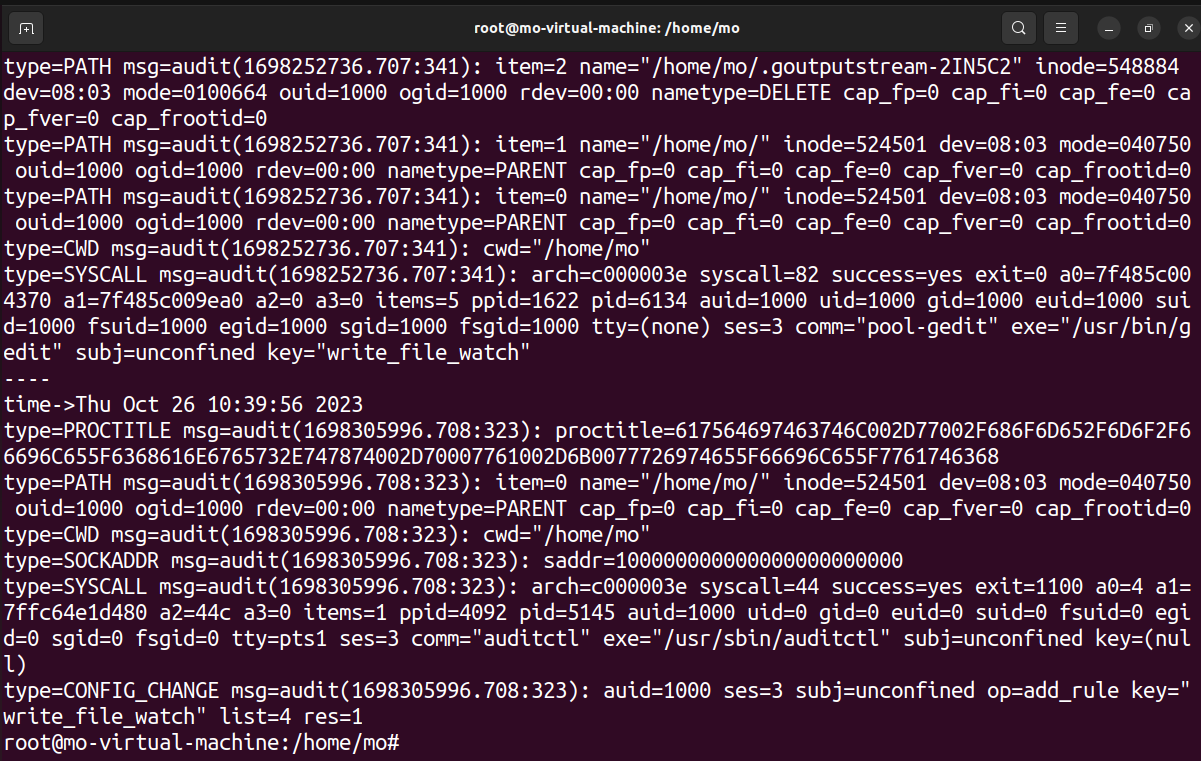 root@mo-virtual-machine: /home/mo
type=PATH msg=audit(1698252736.707:341): item=2 name="/home/mo/.goutputstream-2IN5C2" inode=548884
dev=08:03 mode=0100664 ouid=1000 ogid=1000 rdev=00:00 nametype=DELETE cap_fp=0 cap_fi=0 cap_fe=0 ca
p_fver=0 cap_frootid=0
type=PATH msg=audit(1698252736.707:341): item=1 name="/home/mo/" inode=524501 dev=08:03 mode=040750
 ouid=1000 ogid=1000 rdev=00:00 nametype=PARENT cap_fp=0 cap_fi=0 cap_fe=0 cap_fver=0 cap_frootid=0
type=PATH msg=audit(1698252736.707:341): item=0 name="/home/mo/" inode=524501 dev=08:03 mode=040750
 ouid=1000 ogid=1000 rdev=00:00 nametype=PARENT cap_fp=0 cap_fi=0 cap_fe=0 cap_fver=0 cap_frootid=0
type=CWD msg=audit(1698252736.707:341): cwd="/home/mo"
type=SYSCALL msg=audit(1698252736.707:341): arch=c000003e syscall=82 success=yes exit=0 a0=7f485c00
4370 a1=7f485c009ea0 a2=0 a3=0 items=5 ppid=1622 pid=6134 auid=1000 uid=1000 gid=1000 euid=1000 sui
d=1000 fsuid=1000 egid=1000 sgid=1000 fsgid=1000 tty=(none) ses=3 comm="pool-gedit" exe="/usr/bin/g
edit" subj=unconfined key="write_file_watch"
----
time->Thu Oct 26 10:39:56 2023
type=PROCTITLE msg=audit(1698305996.708:323): proctitle=617564697463746C002D77002F686F6D652F6D6F2F6
6696C655F6368616E6765732E747874002D70007761002D6B0077726974655F66696C655F7761746368
type=PATH msg=audit(1698305996.708:323): item=0 name="/home/mo/" inode=524501 dev=08:03 mode=040750
 ouid=1000 ogid=1000 rdev=00:00 nametype=PARENT cap_fp=0 cap_fi=0 cap_fe=0 cap_fver=0 cap_frootid=0
type=CWD msg=audit(1698305996.708:323): cwd="/home/mo"
type=SOCKADDR msg=audit(1698305996.708:323): saddr=100000000000000000000000
type=SYSCALL msg=audit(1698305996.708:323): arch=c000003e syscall=44 success=yes exit=1100 a0=4 a1=
7ffc64e1d480 a2=44c a3=0 items=1 ppid=4092 pid=5145 auid=1000 uid=0 gid=0 euid=0 suid=0 fsuid=0 egi
d=0 sgid=0 fsgid=0 tty=pts1 ses=3 comm="auditctl" exe="/usr/sbin/auditctl" subj=unconfined key=(nul
l)
type=CONFIG_CHANGE msg=audit(1698305996.708:323): auid=1000 ses=3 subj=unconfined op=add_rule key="
write_file_watch" list=4 res=1
root@mo-virtual-machine:/home/mo#